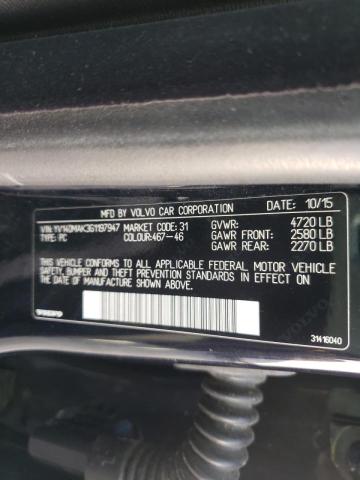 MFD BY VOLVO CAR CORPORATION DATE: 10/15
VIN: YV140MAK3G1197947 MARKET CODE: 31 GVWR: 4720 LB
TYPE: PC COLOUR:467-46 GAWR FRONT: 2580 LB
GAWR REAR: 2270 LB
THIS VEHICLE CONFORMS TO ALL APPLICABLE FEDERAL MOTOR VEHICLE
SAFETY, BUMPER AND THEFT PREVENTION STANDARDS IN EFFECT ON
THE DATE OF MANUFACTURE SHOWN ABOVE.
VOLVO
31416040